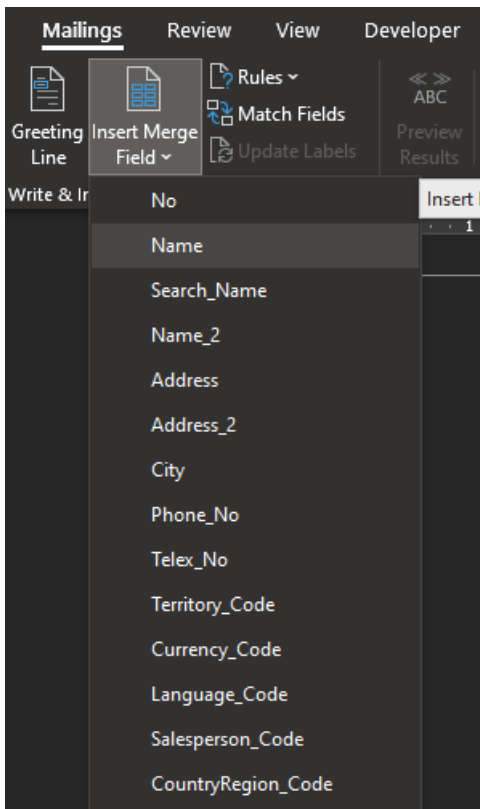 Mailings Review View Developer
Rules
Match Fields
Update Labels
Greeting
Line
Insert Merge
Field
ABC
Preview
Results
Write &
Insert
1
No
Name
Search_Name
Name_2
Address
Address_2
City
Phone_No
Telex_No
Territory_Code
Currency_Code
Language_Code
Salesperson_Code
CountryRegion_Code